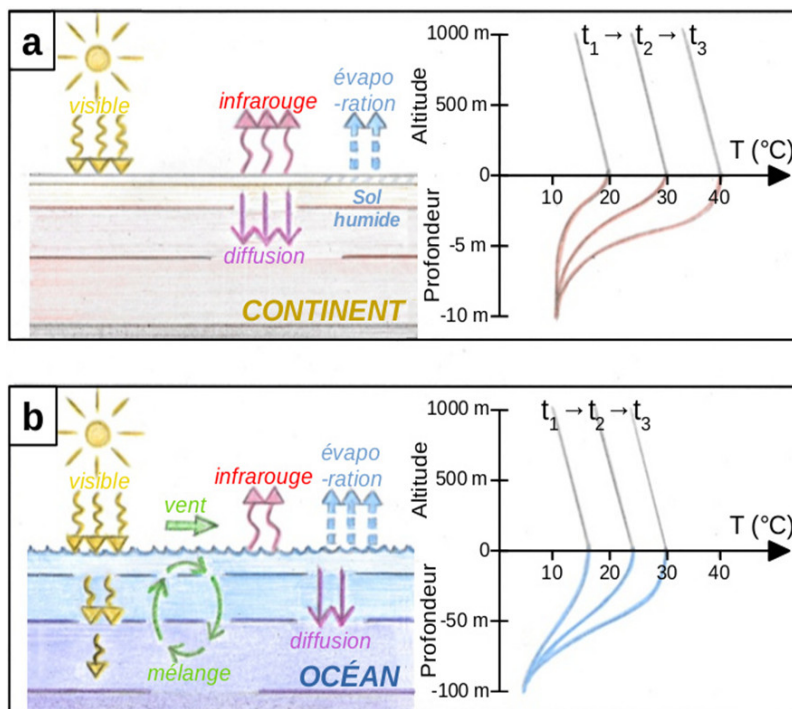 a
visible
infrarouge
évapo
-ration
Sol
humide
diffusion
CONTINENT
1000 m
500 m
0
-5 m
-10 m
Altitude
Profondeur
t1 → t2 → t3
T (°C)
10 20 30 40
b
visible
vent
infrarouge
évapo
-ration
diffusion
mélange
OCÉAN
1000 m
500 m
0
-50 m
-100 m
Altitude
Profondeur
t1 → t2 → t3
T (°C)
10 20 30 40